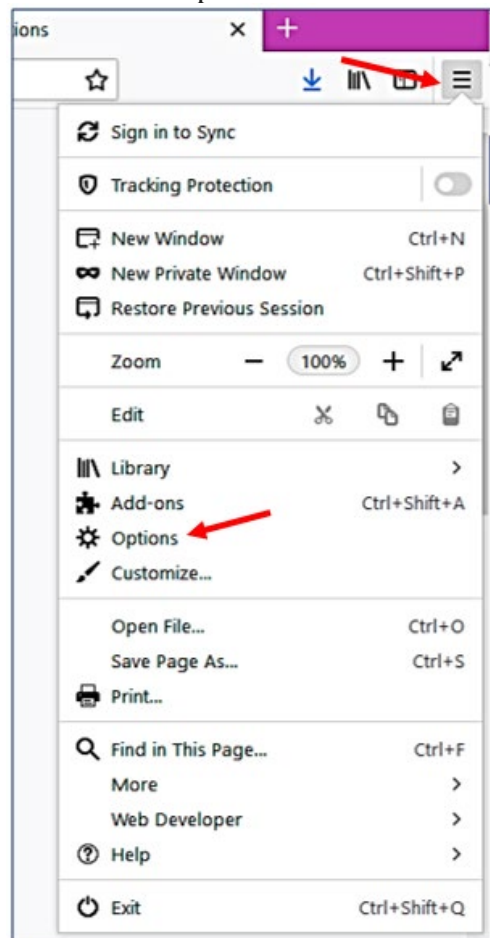 ions
Sign in to Sync
Tracking Protection
New Window Ctrl+N
New Private Window Ctrl+Shift+P
Restore Previous Session
Zoom 100%
Edit
Library
Add-ons Ctrl+Shift+A
Options
Customize...
Open File... Ctrl+O
Save Page As... Ctrl+S
Print...
Find in This Page... Ctrl+F
More
Web Developer
Help
Exit Ctrl+Shift+Q